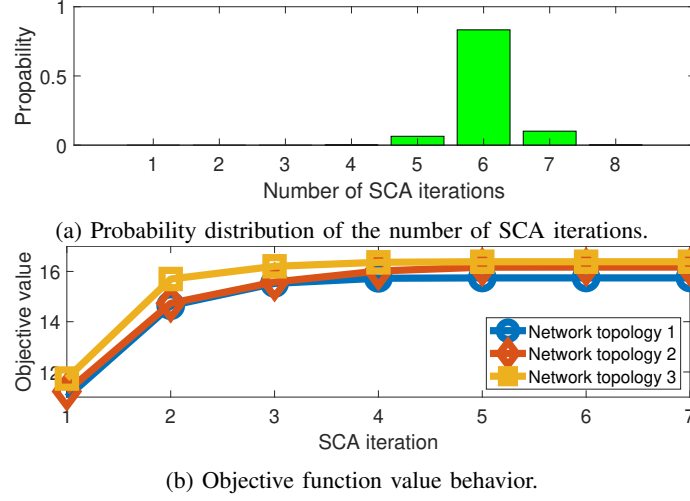 1
0.5
0
Propability
1 2 3 4 5 6 7 8
Number of SCA iterations
(a) Probability distribution of the number of SCA iterations.
16
14
12
Objective value
Network topology 1
Network topology 2
Network topology 3
1 2 3 4 5 6 7
SCA iteration
(b) Objective function value behavior.